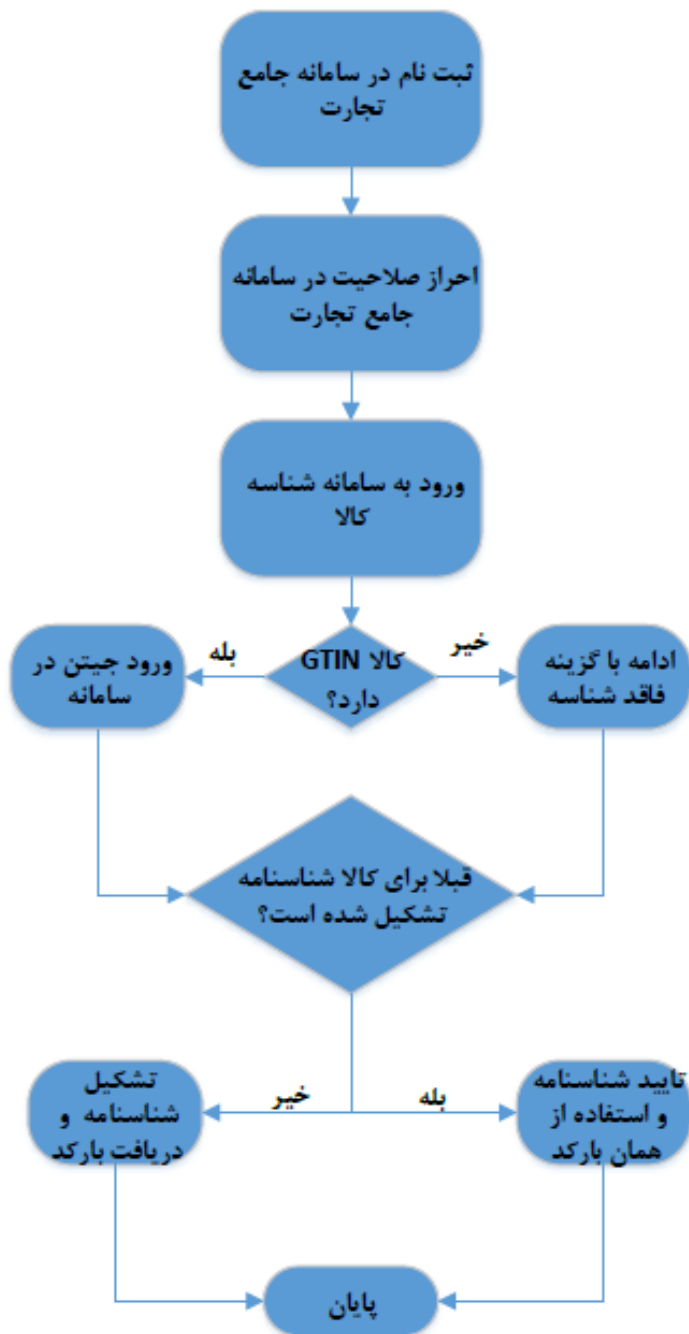 ثبت نام در سامانه جامع
تجارت
احراز صلاحیت در سامانه
جامع تجارت
ورود به سامانه شناسه
کالا
خیر
بله
ادامه با گزینه
فاقد شناسه
کالا GTIN
دارد؟
ورود جیتن در
سامانه
قبلا برای کالا شناسنامه
تشکیل شده است؟
تایید شناسنامه
و استفاده از
همان بارکد
بله
خیر
تشکیل
شناسنامه و
دریافت بارکد
پایان